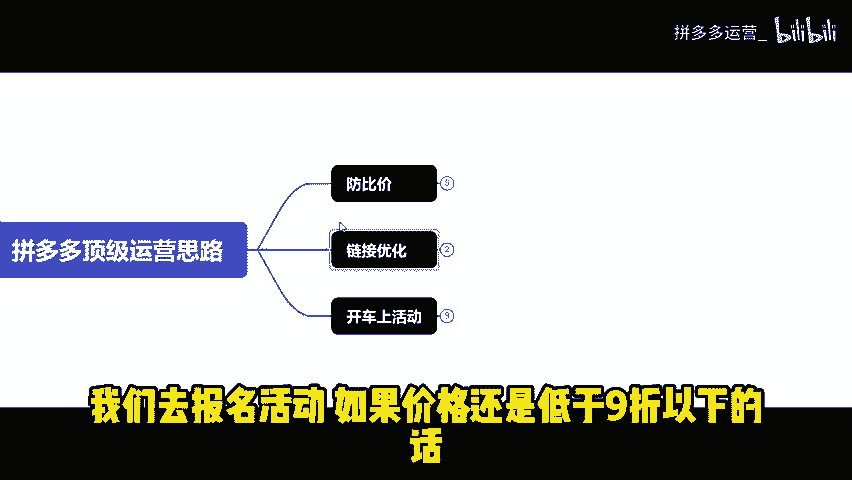 拼多多运营_ bilibili
防比价 6
拼多多顶级运营思路
链接优化 2
开车上活动 9
我们去报名活动 如果价格还是低于9折以下的
话